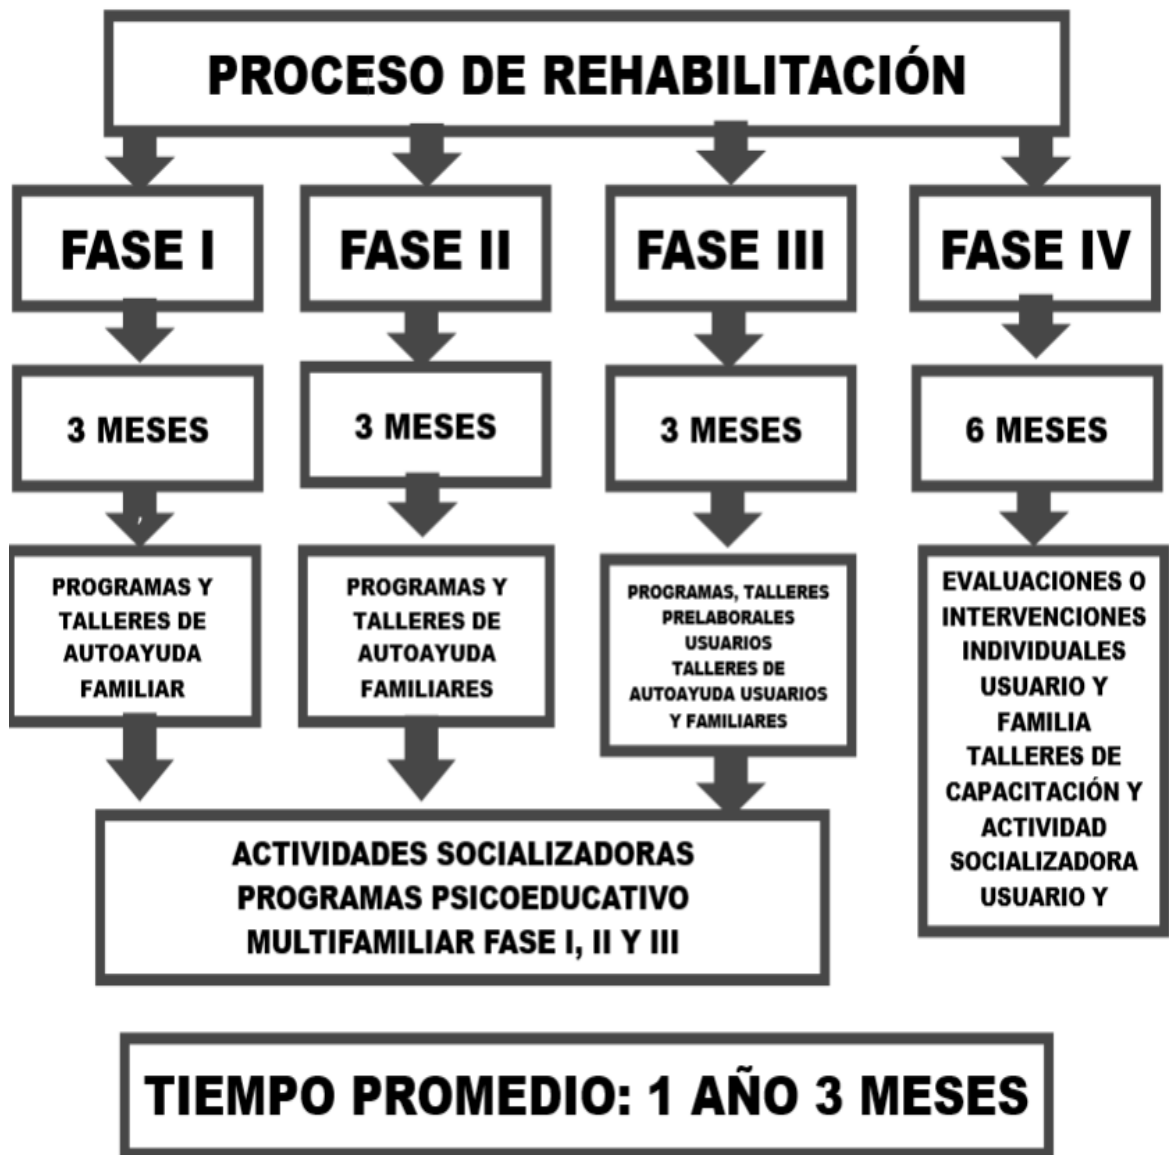 PROCESO DE REHABILITACIÓN
FASE I
FASE II
FASE III
FASE IV
3 MESES
3 MESES
3 MESES
6 MESES
PROGRAMAS Y
TALLERES DE
AUTOAYUDA
FAMILIAR
PROGRAMAS Y
TALLERES DE
AUTOAYUDA
FAMILIARES
PROGRAMAS, TALLERES
PRELABORALES
USUARIOS
TALLERES DE
AUTOAYUDA USUARIOS
Y FAMILIARES
EVALUACIONES O
INTERVENCIONES
INDIVIDUALES
USUARIO Y
FAMILIA
TALLERES DE
CAPACITACIÓN Y
ACTIVIDAD
SOCIALIZADORA
USUARIO Y
ACTIVIDADES SOCIALIZADORAS
PROGRAMAS PSICOEDUCATIVO
MULTIFAMILIAR FASE I, II Y III
TIEMPO PROMEDIO: 1 AÑO 3 MESES